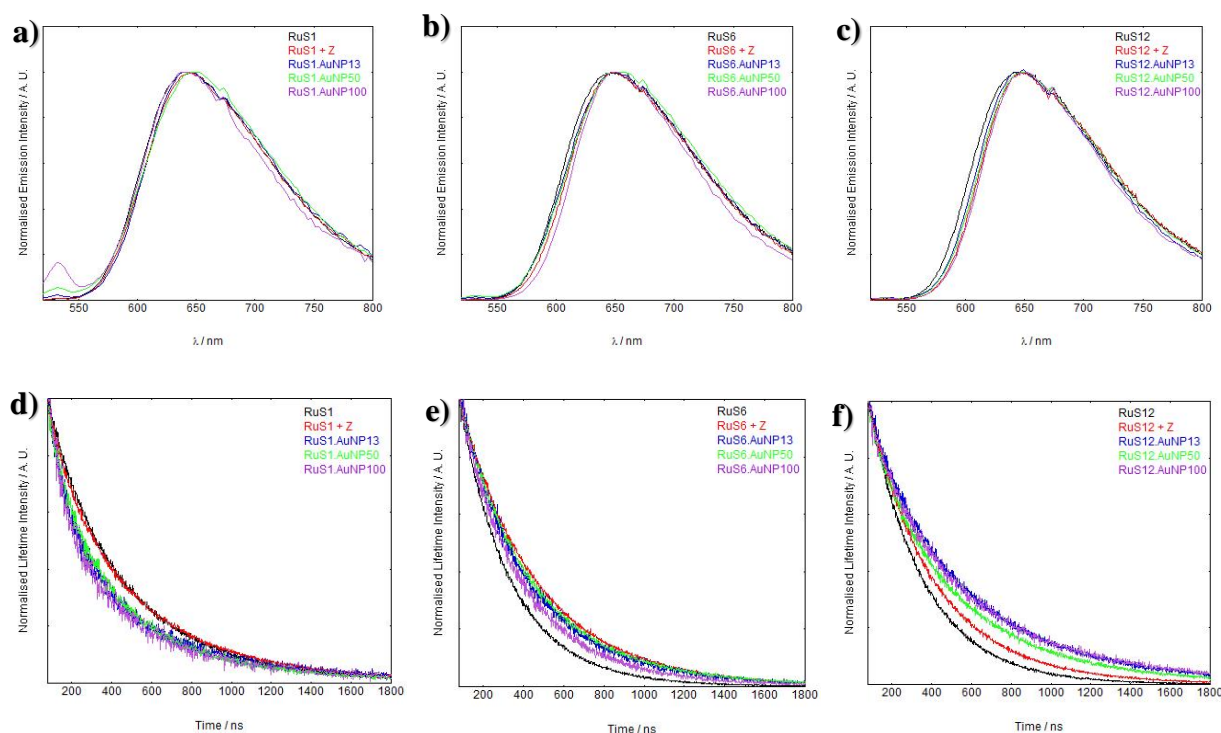 a)
Normalised Emission Intensity / A. U.
RuS1
RuS1 + Z
RuS1.AuNP13
RuS1.AuNP50
RuS1.AuNP100
550 600 650 700 750 800
λ / nm
b)
Normalised Emission Intensity / A. U.
RuS6
RuS6 + Z
RuS6.AuNP13
RuS6.AuNP50
RuS6.AuNP100
550 600 650 700 750 800
λ / nm
c)
Normalised Emission Intensity / A. U.
RuS12
RuS12 + Z
RuS12.AuNP13
RuS12.AuNP50
RuS12.AuNP100
550 600 650 700 750 800
λ / nm
d)
Normalised Lifetime Intensity / A. U.
RuS1
RuS1 + Z
RuS1.AuNP13
RuS1.AuNP50
RuS1.AuNP100
200 400 600 800 1000 1200 1400 1600 1800
Time / ns
e)
Normalised Lifetime Intensity / A. U.
RuS6
RuS6 + Z
RuS6.AuNP13
RuS6.AuNP50
RuS6.AuNP100
200 400 600 800 1000 1200 1400 1600 1800
Time / ns
f)
Normalised Lifetime Intensity / A. U.
RuS12
RuS12 + Z
RuS12.AuNP13
RuS12.AuNP50
RuS12.AuNP100
200 400 600 800 1000 1200 1400 1600 1800
Time / ns